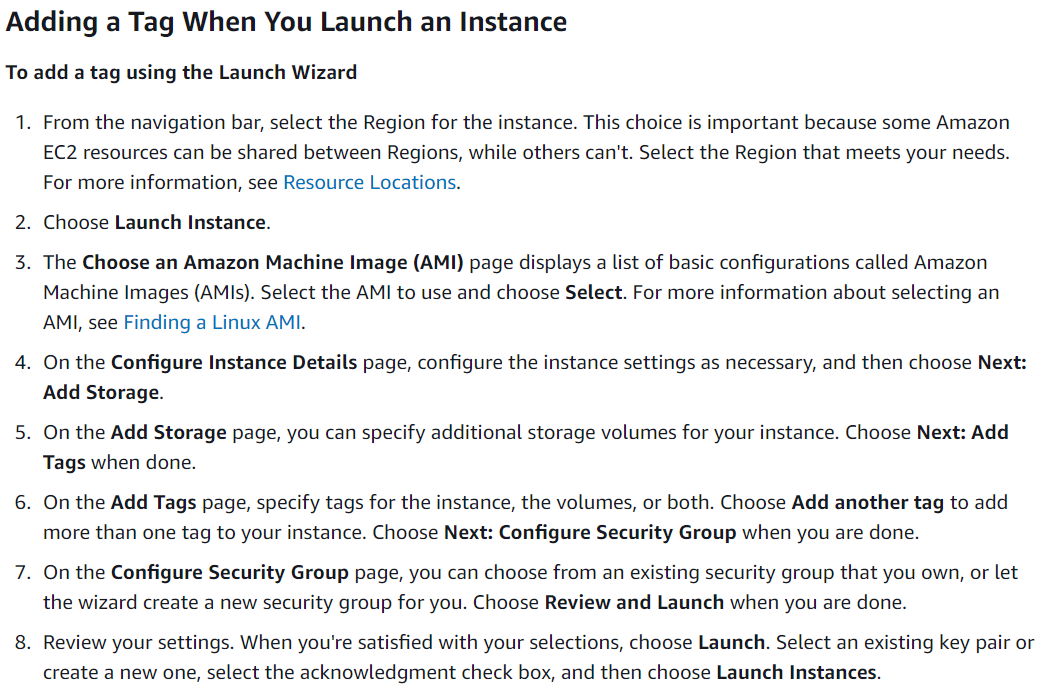 Adding a Tag When You Launch an Instance
To add a tag using the Launch Wizard
1. From the navigation bar, select the Region for the instance. This choice is important because some Amazon
EC2 resources can be shared between Regions, while others can't. Select the Region that meets your needs.
For more information, see Resource Locations.
2. Choose Launch Instance.
3. The Choose an Amazon Machine Image (AMI) page displays a list of basic configurations called Amazon
Machine Images (AMIs). Select the AMI to use and choose Select. For more information about selecting an
AMI, see Finding a Linux AMI.
4. On the Configure Instance Details page, configure the instance settings as necessary, and then choose Next:
Add Storage.
5. On the Add Storage page, you can specify additional storage volumes for your instance. Choose Next: Add
Tags when done.
6. On the Add Tags page, specify tags for the instance, the volumes, or both. Choose Add another tag to add
more than one tag to your instance. Choose Next: Configure Security Group when you are done.
7. On the Configure Security Group page, you can choose from an existing security group that you own, or let
the wizard create a new security group for you. Choose Review and Launch when you are done.
8. Review your settings. When you're satisfied with your selections, choose Launch. Select an existing key pair or
create a new one, select the acknowledgment check box, and then choose Launch Instances.